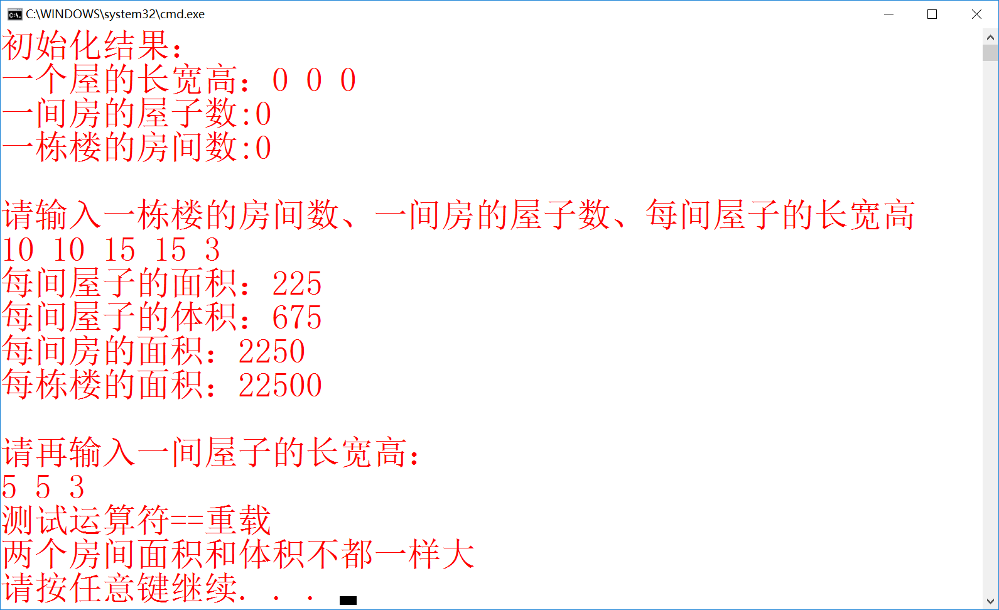 C:\WINDOWS\system32\cmd.exe
初始化结果：
一个屋的长宽高：0 0 0
一间房的屋子数:0
一栋楼的房间数:0
请输入一栋楼的房间数、一间房的屋子数、每间屋子的长宽高
10 10 15 15 3
每间屋子的面积：225
每间屋子的体积：675
每间房的面积：2250
每栋楼的面积：22500
请再输入一间屋子的长宽高：
5 5 3
测试运算符==重载
两个房间面积和体积不都一样大
请按任意键继续. . .